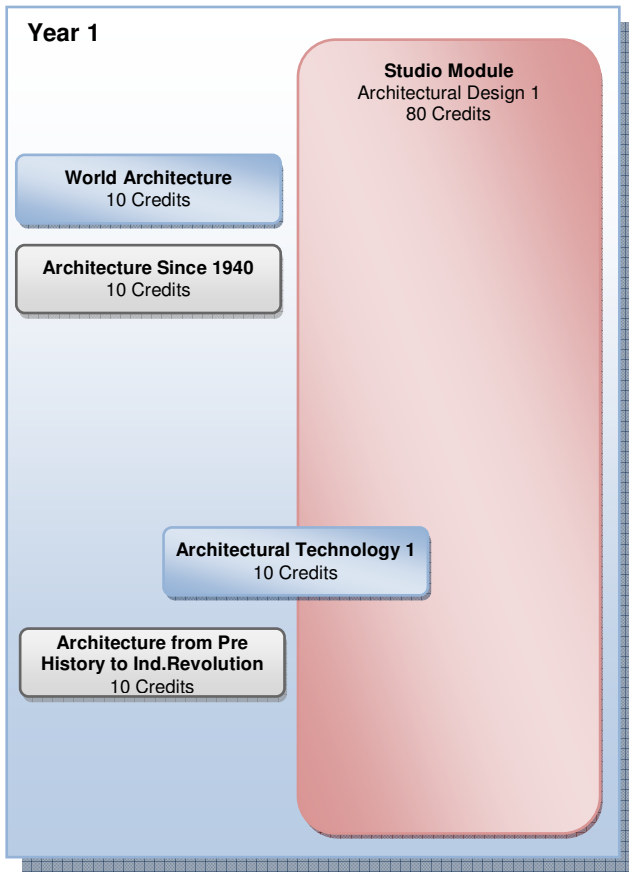 Year 1
Studio Module
Architectural Design 1
80 Credits
World Architecture
10 Credits
Architecture Since 1940
10 Credits
Architectural Technology 1
10 Credits
Architecture from Pre
History to Ind.Revolution
10 Credits